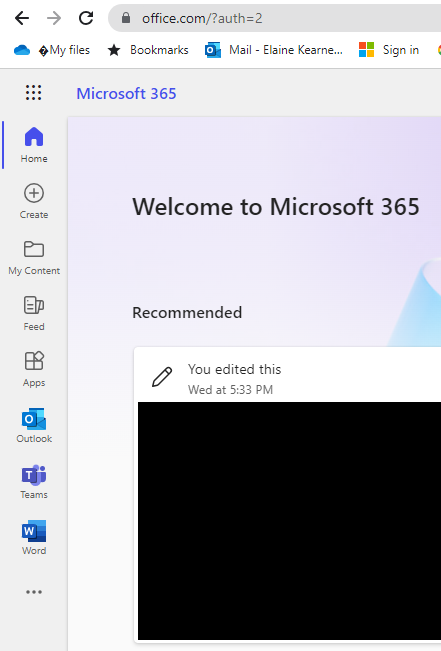 office.com/?auth=2
�My files
Bookmarks
Mail - Elaine Kearne...
Sign in
Microsoft 365
Home
Create
My Content
Feed
Apps
Outlook
Teams
Word
Welcome to Microsoft 365
Recommended
You edited this
Wed at 5:33 PM